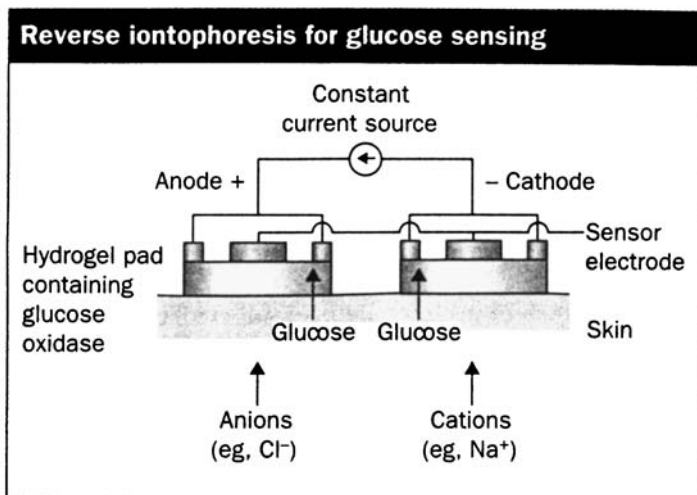 Reverse iontophoresis for glucose sensing
Constant
current source
Anode +
– Cathode
Sensor
electrode
Hydrogel pad
containing
glucose
oxidase
Glucose
Glucose
Skin
Anions
(eg, Cl⁻)
Cations
(eg, Na⁺)